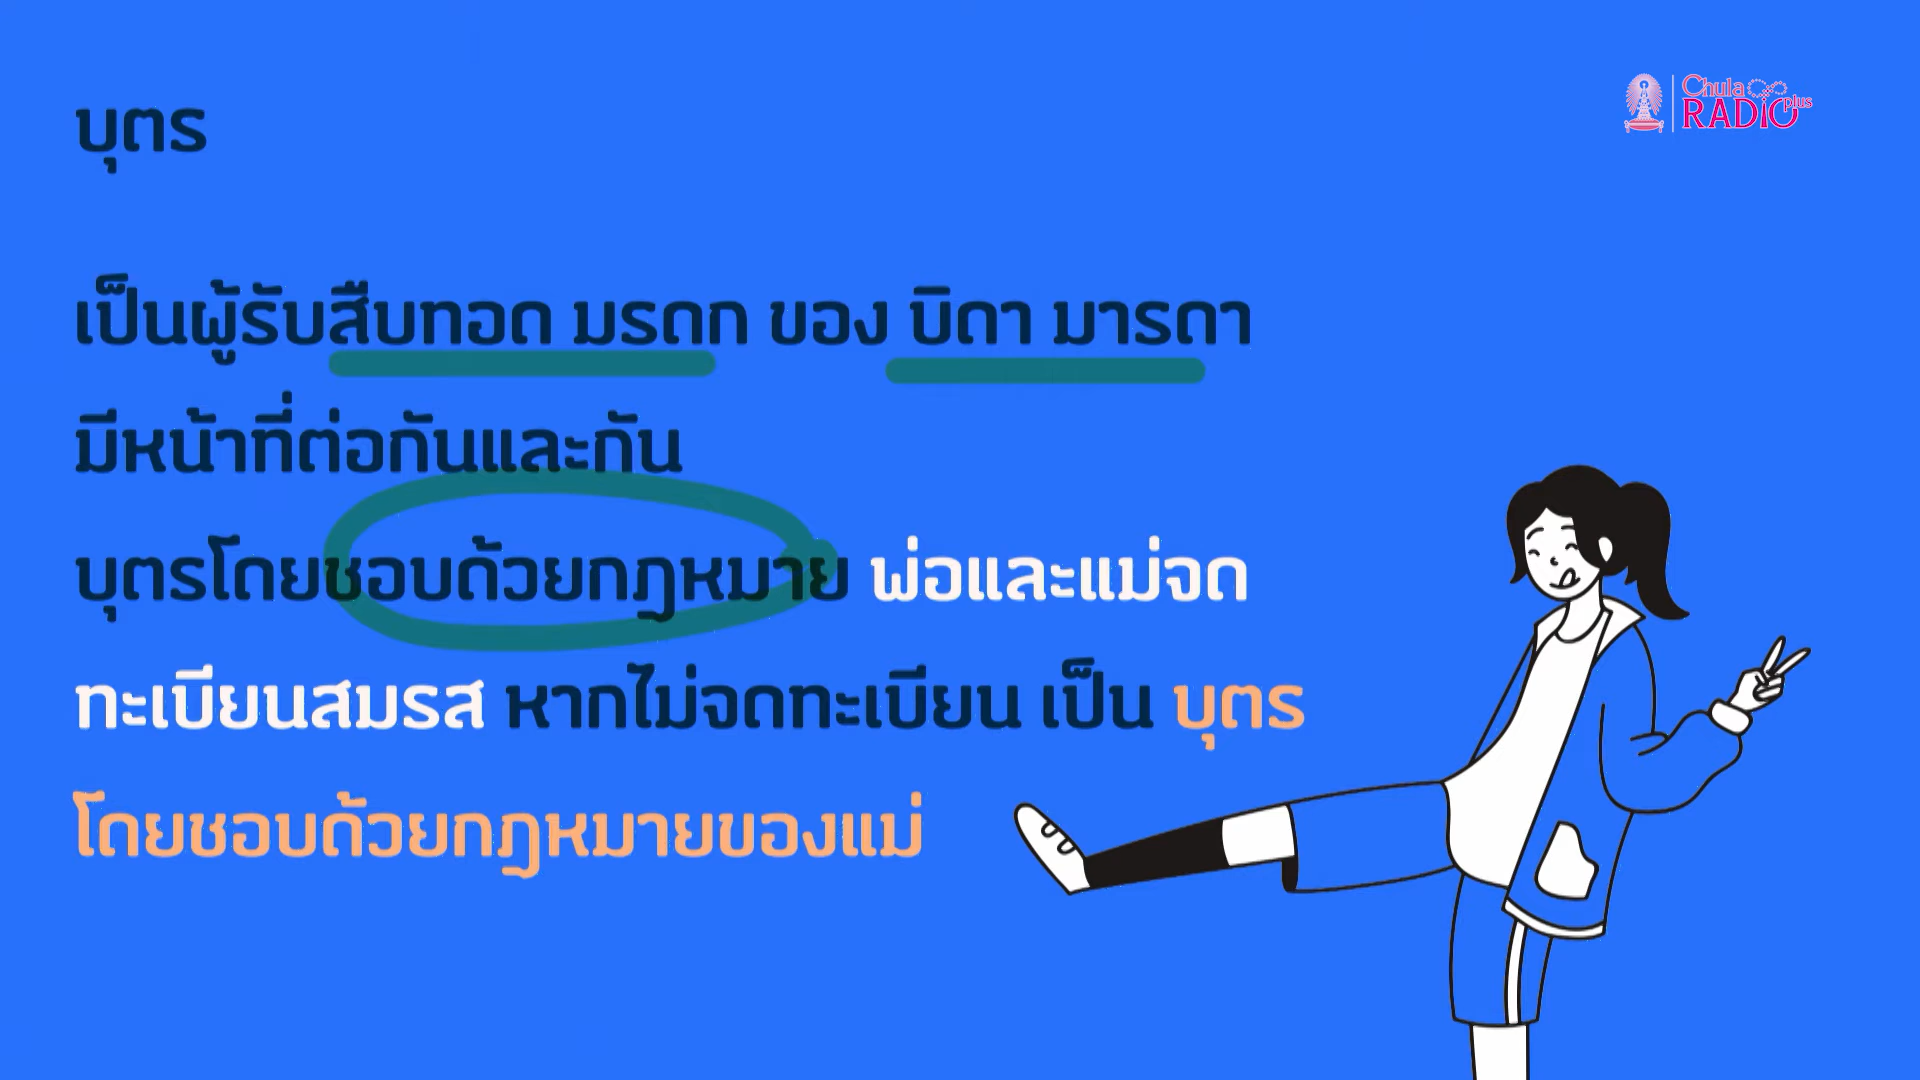 บุตร
Chula
RADIO plus
เป็นผู้รับสืบทอด มรดก ของ บิดา มารดา
มีหน้าที่ต่อกันและกัน
บุตรโดยชอบด้วยกฎหมาย พ่อและแม่จด
ทะเบียนสมรส หากไม่จดทะเบียน เป็น บุตร
โดยชอบด้วยกฎหมายของแม่